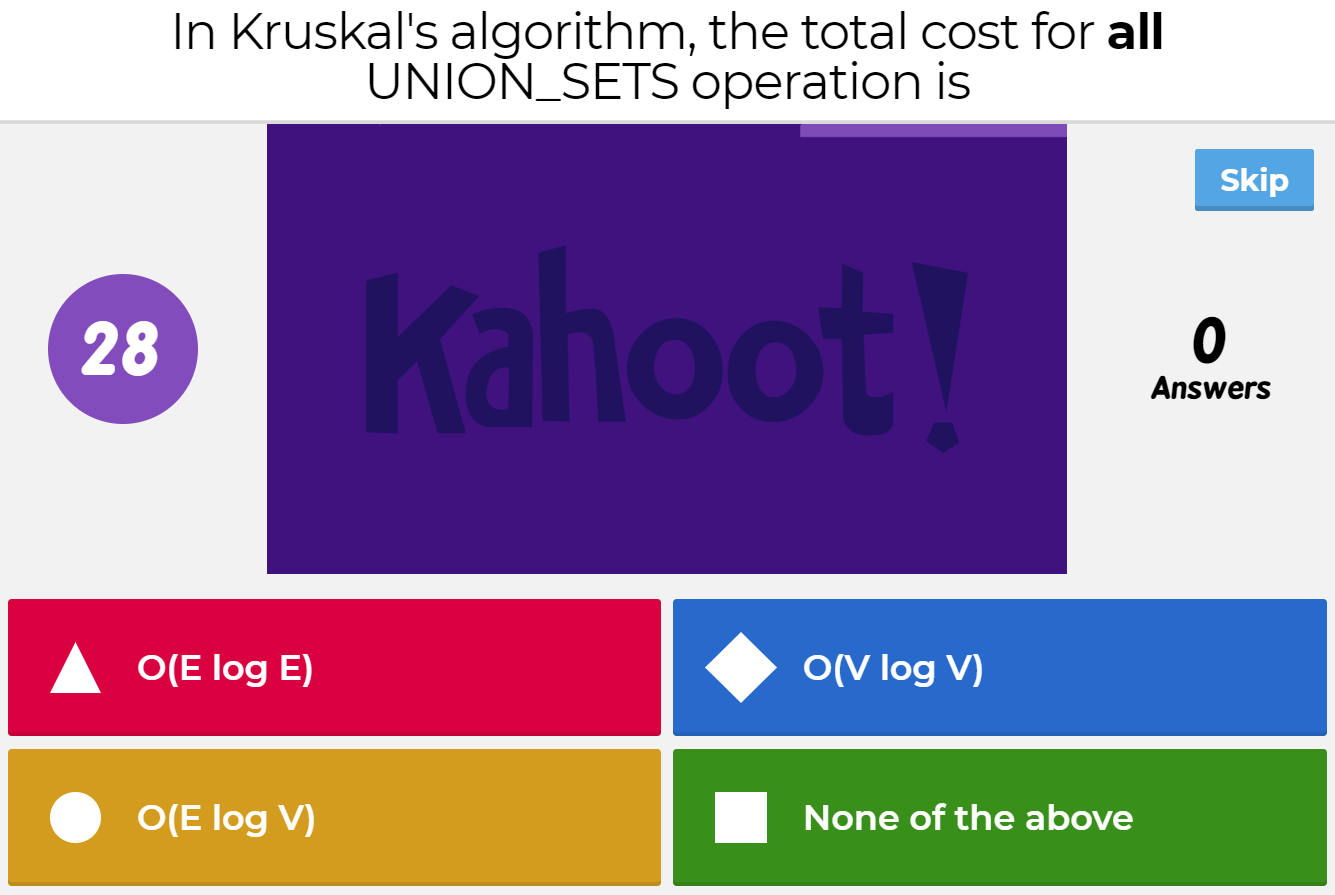 In Kruskal's algorithm, the total cost for all
UNION_SETS operation is
Skip
28
Kahoot!
0
Answers
O(E log E)
O(V log V)
O(E log V)
None of the above